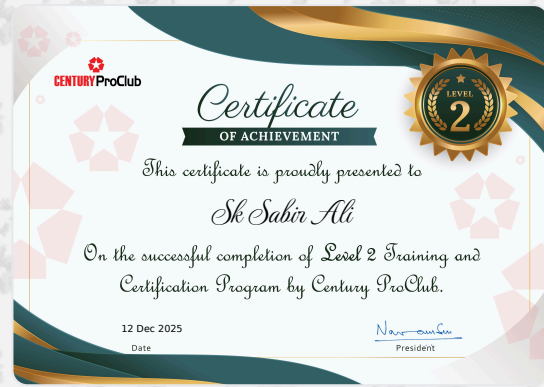 CENTURY ProClub
Certificate
OF ACHIEVEMENT
LEVEL
2
This certificate is proudly presented to
Sk Sabir Ali
On the successful completion of Level 2 Training and
Certification Program by Century ProClub.
12 Dec 2025
Date
President